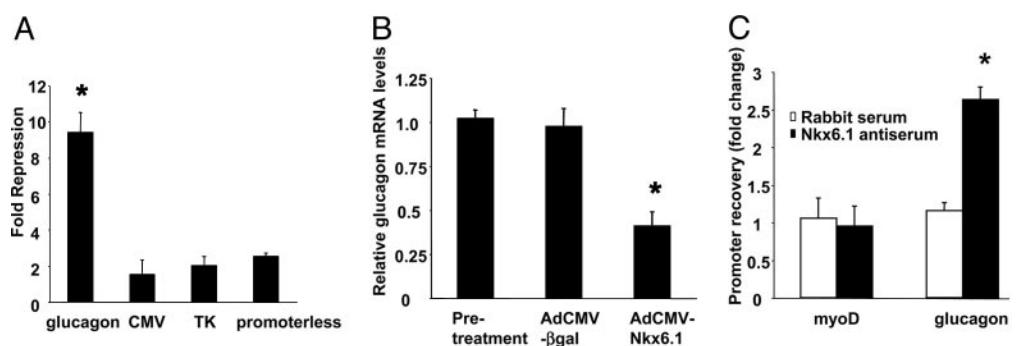 A
Fold Repression
12
10
8
6
4
2
0
*
glucagon CMV TK promoterless
B
Relative glucagon mRNA levels
1.25
1.0
0.75
0.5
0.25
0.00
*
Pre-
treatment
AdCMV
-βgal
AdCMV-
Nkx6.1
C
Promoter recovery (fold change)
3
2.5
2
1.5
1
0.5
0
*
Rabbit serum
Nkx6.1 antiserum
myoD glucagon